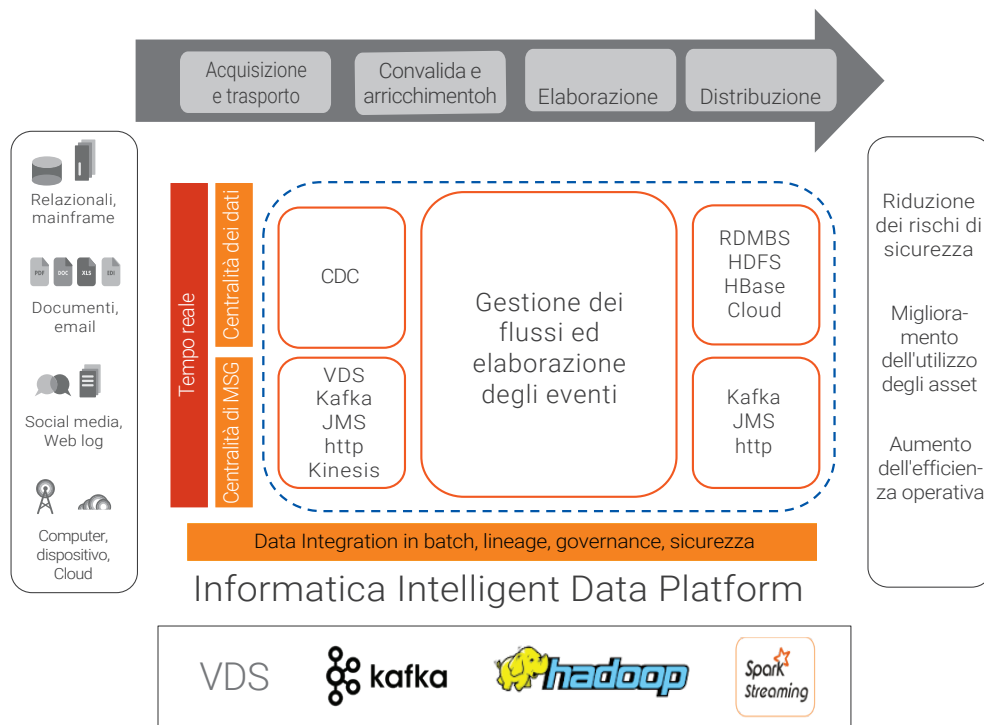 Acquisizione
e trasporto
Convalida e
arricchimentoh
Elaborazione
Distribuzione
Relazionali,
mainframe
PDF
DOC
XLS
EDI
Documenti,
email
Social media,
Web log
Computer,
dispositivo,
Cloud
Tempo reale
Centralità dei dati
Centralità di MSG
CDC
VDS
Kafka
JMS
http
Kinesis
Gestione dei
flussi ed
elaborazione
degli eventi
RDMBS
HDFS
HBase
Cloud
Kafka
JMS
http
Riduzione
dei rischi di
sicurezza
Migliora-
mento
dell'utilizzo
degli asset
Aumento
dell'efficien-
za operativa
Data Integration in batch, lineage, governance, sicurezza
Informatica Intelligent Data Platform
VDS
kafka
hadoop
Spark
Streaming